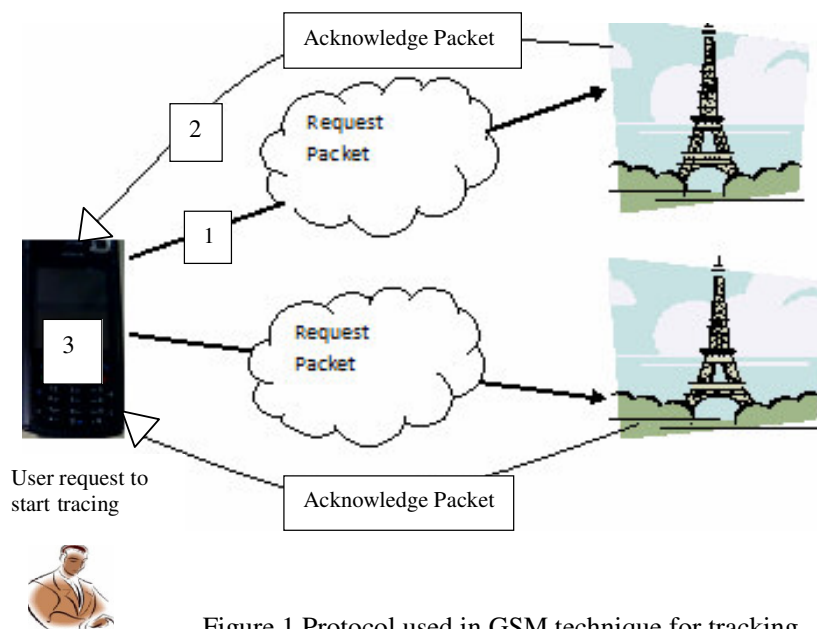 Acknowledge Packet
Request
Packet
2
1
3
Request
Packet
Acknowledge Packet
User request to
start tracing
Figure 1 Protocol used in GSM technique for tracking